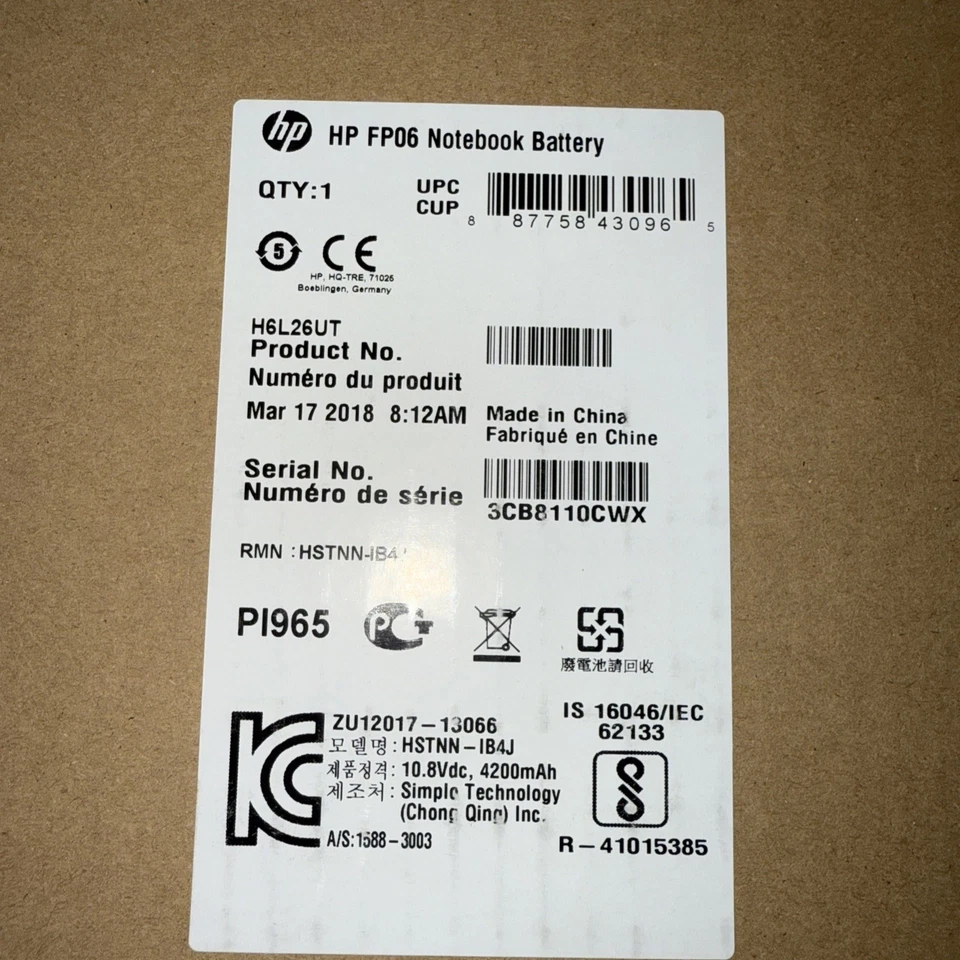 hp HP FP06 Notebook Battery
QTY:1
UPC
CUP
8 87758 43096 5
5 CE
HP, HQ-TRE, 71025
Boeblingen, Germany
H6L26UT
Product No.
Numéro du produit
Mar 17 2018 8:12AM
Made in China
Fabriqué en Chine
Serial No.
Numéro de série
3CB8110CWX
RMN : HSTNN-IB4J
PI965
廢電池請回收
ZU12017-13066
모델명 : HSTNN-IB4J
제품정격 : 10.8Vdc, 4200mAh
제조처 : Simplo Technology
(Chong Qing) Inc.
A/S:1588-3003
IS 16046/IEC
62133
R-41015385